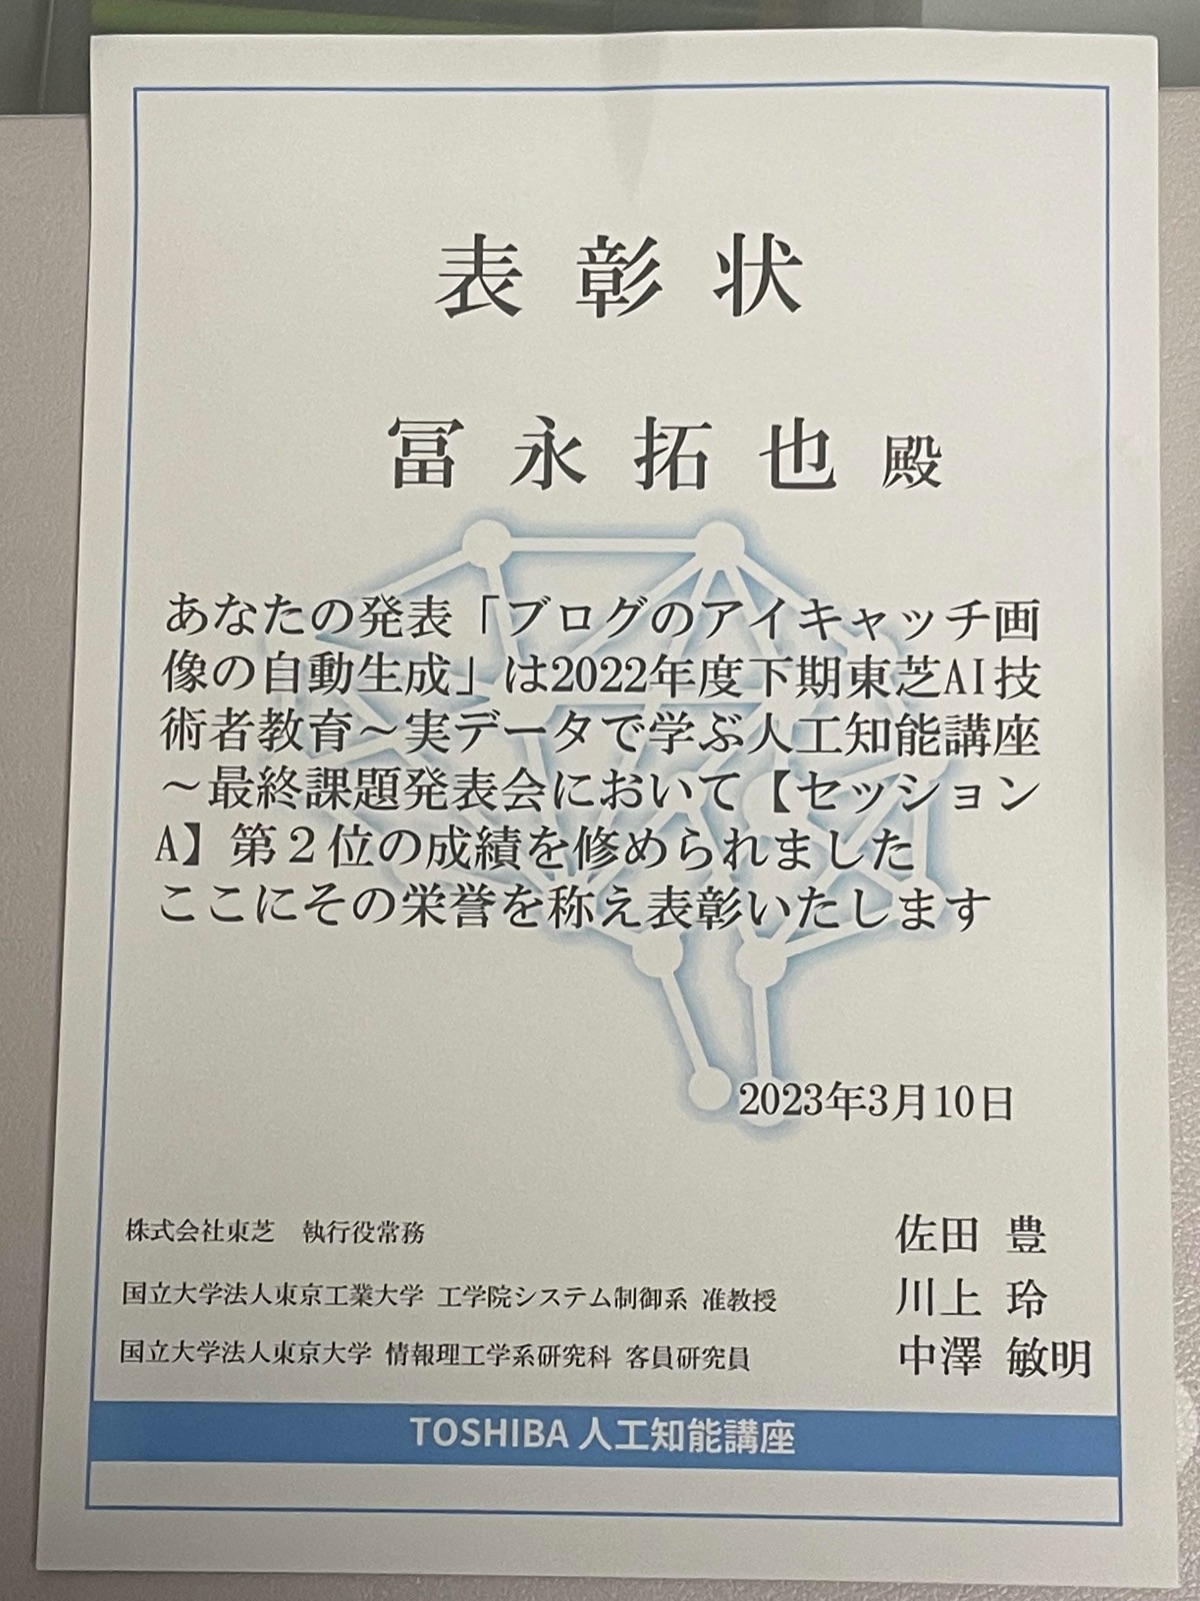 表彰状
冨永拓也 殿
あなたの発表「ブログのアイキャッチ画
像の自動生成」は2022年度下期東芝AI技
術者教育～実データで学ぶ人工知能講座
～最終課題発表会において【セッション
A】第２位の成績を修められました
ここにその栄誉を称え表彰いたします
2023年3月10日
株式会社東芝　執行役常務 佐田 豊
国立大学法人東京工業大学 工学院システム制御系 准教授 川上 玲
国立大学法人東京大学 情報理工学系研究科 客員研究員 中澤 敏明
TOSHIBA 人工知能講座